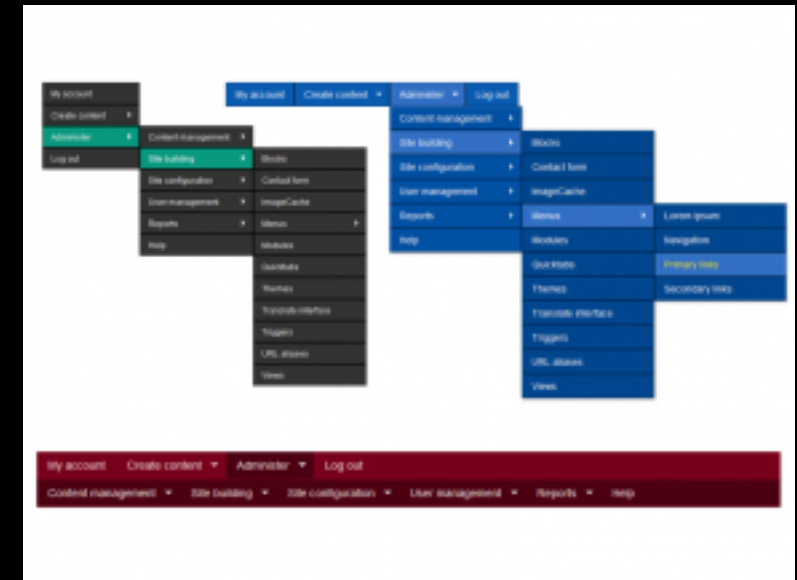 My account
Create content
Administer
Log out
Content management
Site building
Site configuration
User management
Reports
Help
Blocks
Contact form
ImageCache
Menus
Modules
Quicktabs
Themes
Translate interface
Triggers
URL aliases
Views
My account Create content Administer Log out
Content management
Site building
Site configuration
User management
Reports
Help
Blocks
Contact form
ImageCache
Menus
Modules
Quicktabs
Themes
Translate interface
Triggers
URL aliases
Views
Lorem ipsum
Navigation
Primary links
Secondary links
My account Create content Administer Log out
Content management Site building Site configuration User management Reports Help